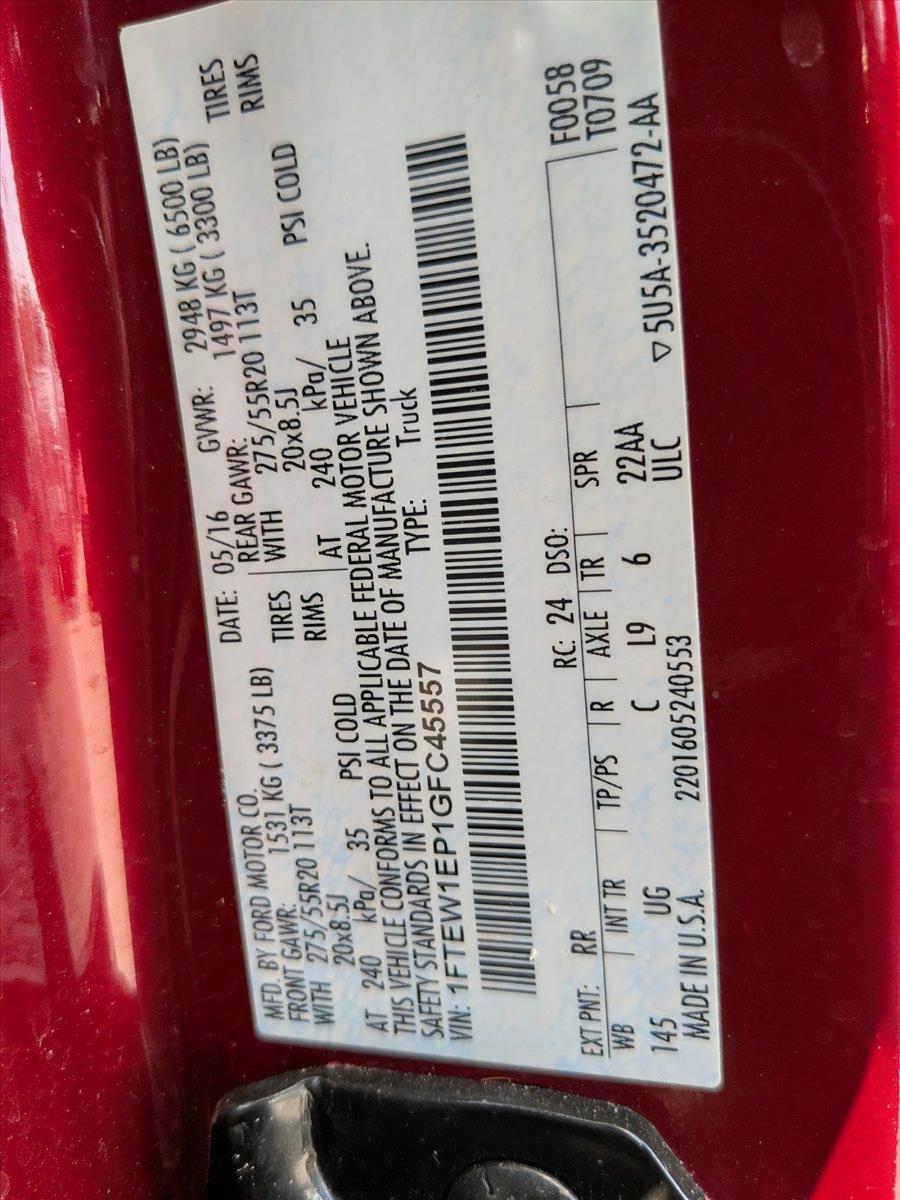 MFD. BY FORD MOTOR CO. DATE: 05/16 GVWR: 2948 KG ( 6500 LB)
FRONT GAWR: 1531 KG ( 3375 LB) REAR GAWR: 1497 KG ( 3300 LB)
WITH 275/55R20 113T TIRES WITH 275/55R20 113T TIRES
20x8.5J RIMS 20x8.5J RIMS
AT 240 kPa/ 35 PSI COLD AT 240 kPa/ 35 PSI COLD
THIS VEHICLE CONFORMS TO ALL APPLICABLE FEDERAL MOTOR VEHICLE
SAFETY STANDARDS IN EFFECT ON THE DATE OF MANUFACTURE SHOWN ABOVE.
VIN: 1FTEW1EP1GFC45557 TYPE: Truck
F0058
EXT PNT: RR RC: 24 DSO: T0709
WB INT TR TP/PS R AXLE TR SPR
145 UG C L9 6 22AA
ULC
MADE IN U.S.A. 2201605240553 ▽ 5U5A-3520472-AA